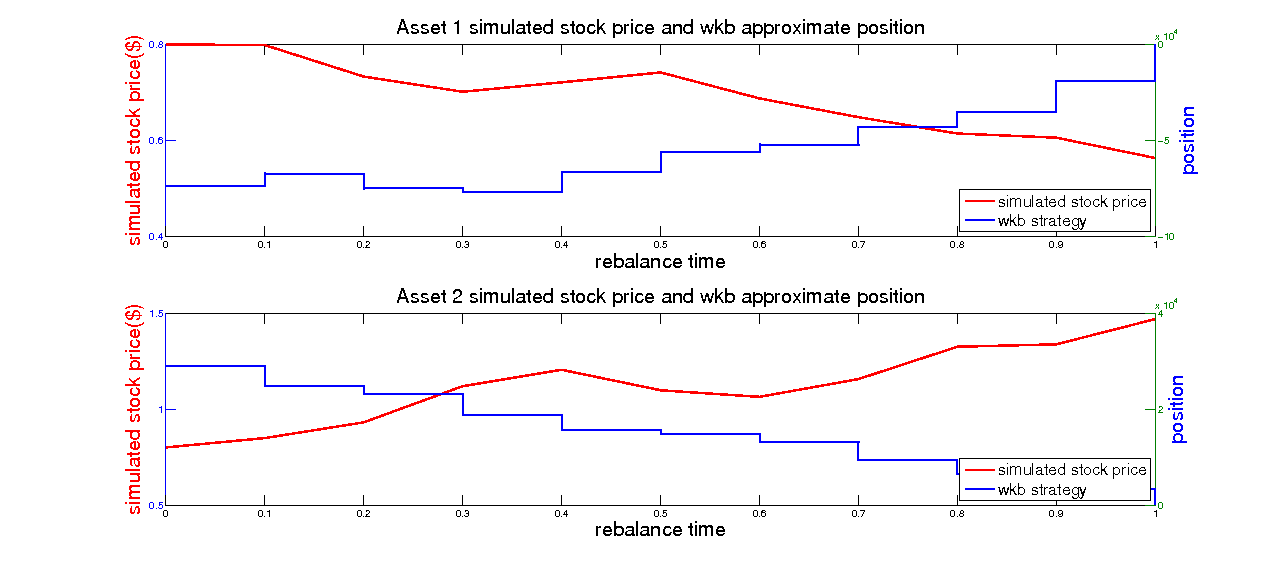 Asset 1 simulated stock price and wkb approximate position
x 10^4
simulated stock price($)
0.8
0.6
0.4
0
-5
-10
position
simulated stock price
wkb strategy
0 0.1 0.2 0.3 0.4 0.5 0.6 0.7 0.8 0.9 1
rebalance time
Asset 2 simulated stock price and wkb approximate position
x 10^4
simulated stock price($)
1.5
1
0.5
4
2
0
position
simulated stock price
wkb strategy
0 0.1 0.2 0.3 0.4 0.5 0.6 0.7 0.8 0.9 1
rebalance time